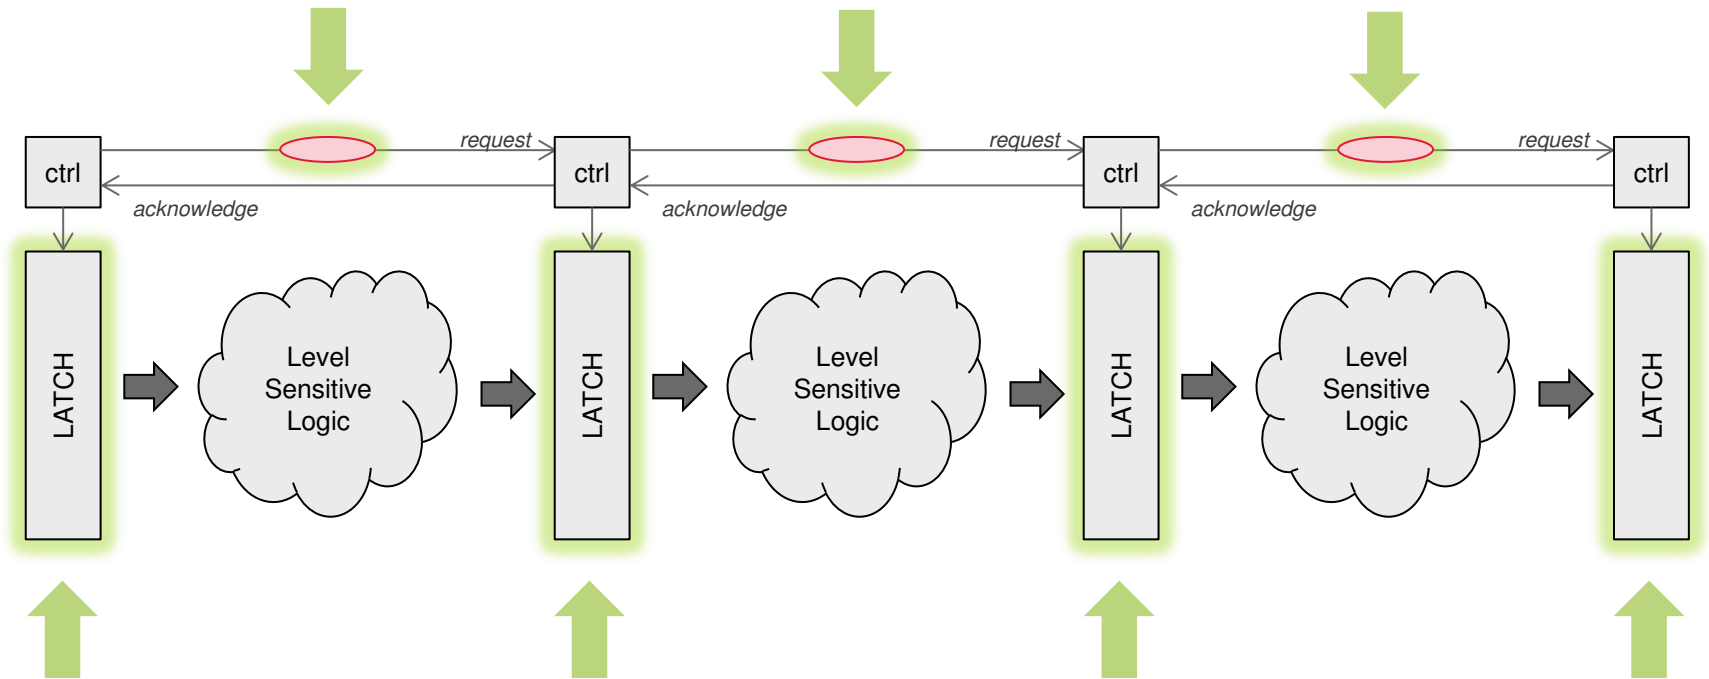 request
request
request
ctrl
ctrl
ctrl
ctrl
acknowledge
acknowledge
acknowledge
LATCH
Level
Sensitive
Logic
LATCH
Level
Sensitive
Logic
LATCH
Level
Sensitive
Logic
LATCH